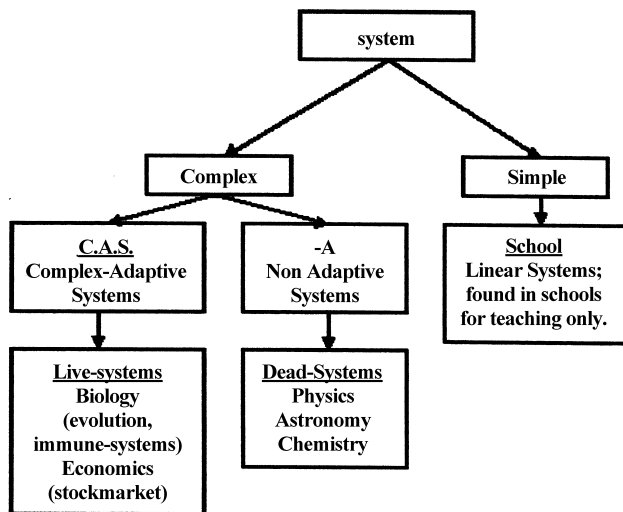 system
Complex
Simple
C.A.S.
Complex-Adaptive
Systems
-A
Non Adaptive
Systems
School
Linear Systems;
found in schools
for teaching only.
Live-systems
Biology
(evolution,
immune-systems)
Economics
(stockmarket)
Dead-Systems
Physics
Astronomy
Chemistry